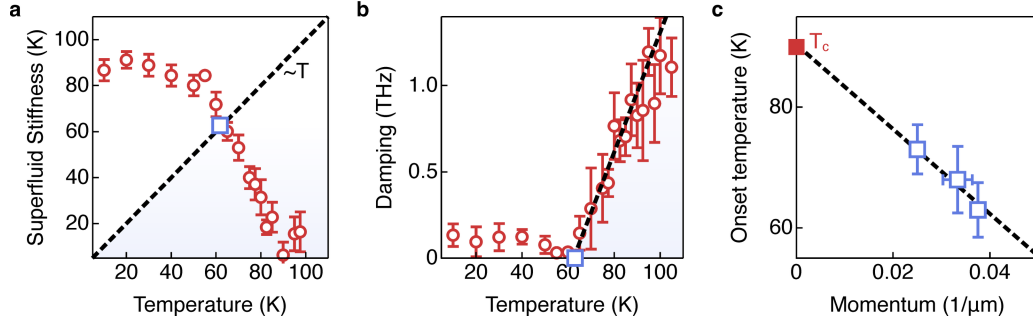 a
b
c
Superfluid Stiffness (K)
100
80
60
40
20
~T
20 40 60 80 100
Temperature (K)
Damping (THz)
1.0
0.5
0
20 40 60 80 100
Temperature (K)
Onset temperature (K)
80
60
Tc
0 0.02 0.04
Momentum (1/μm)